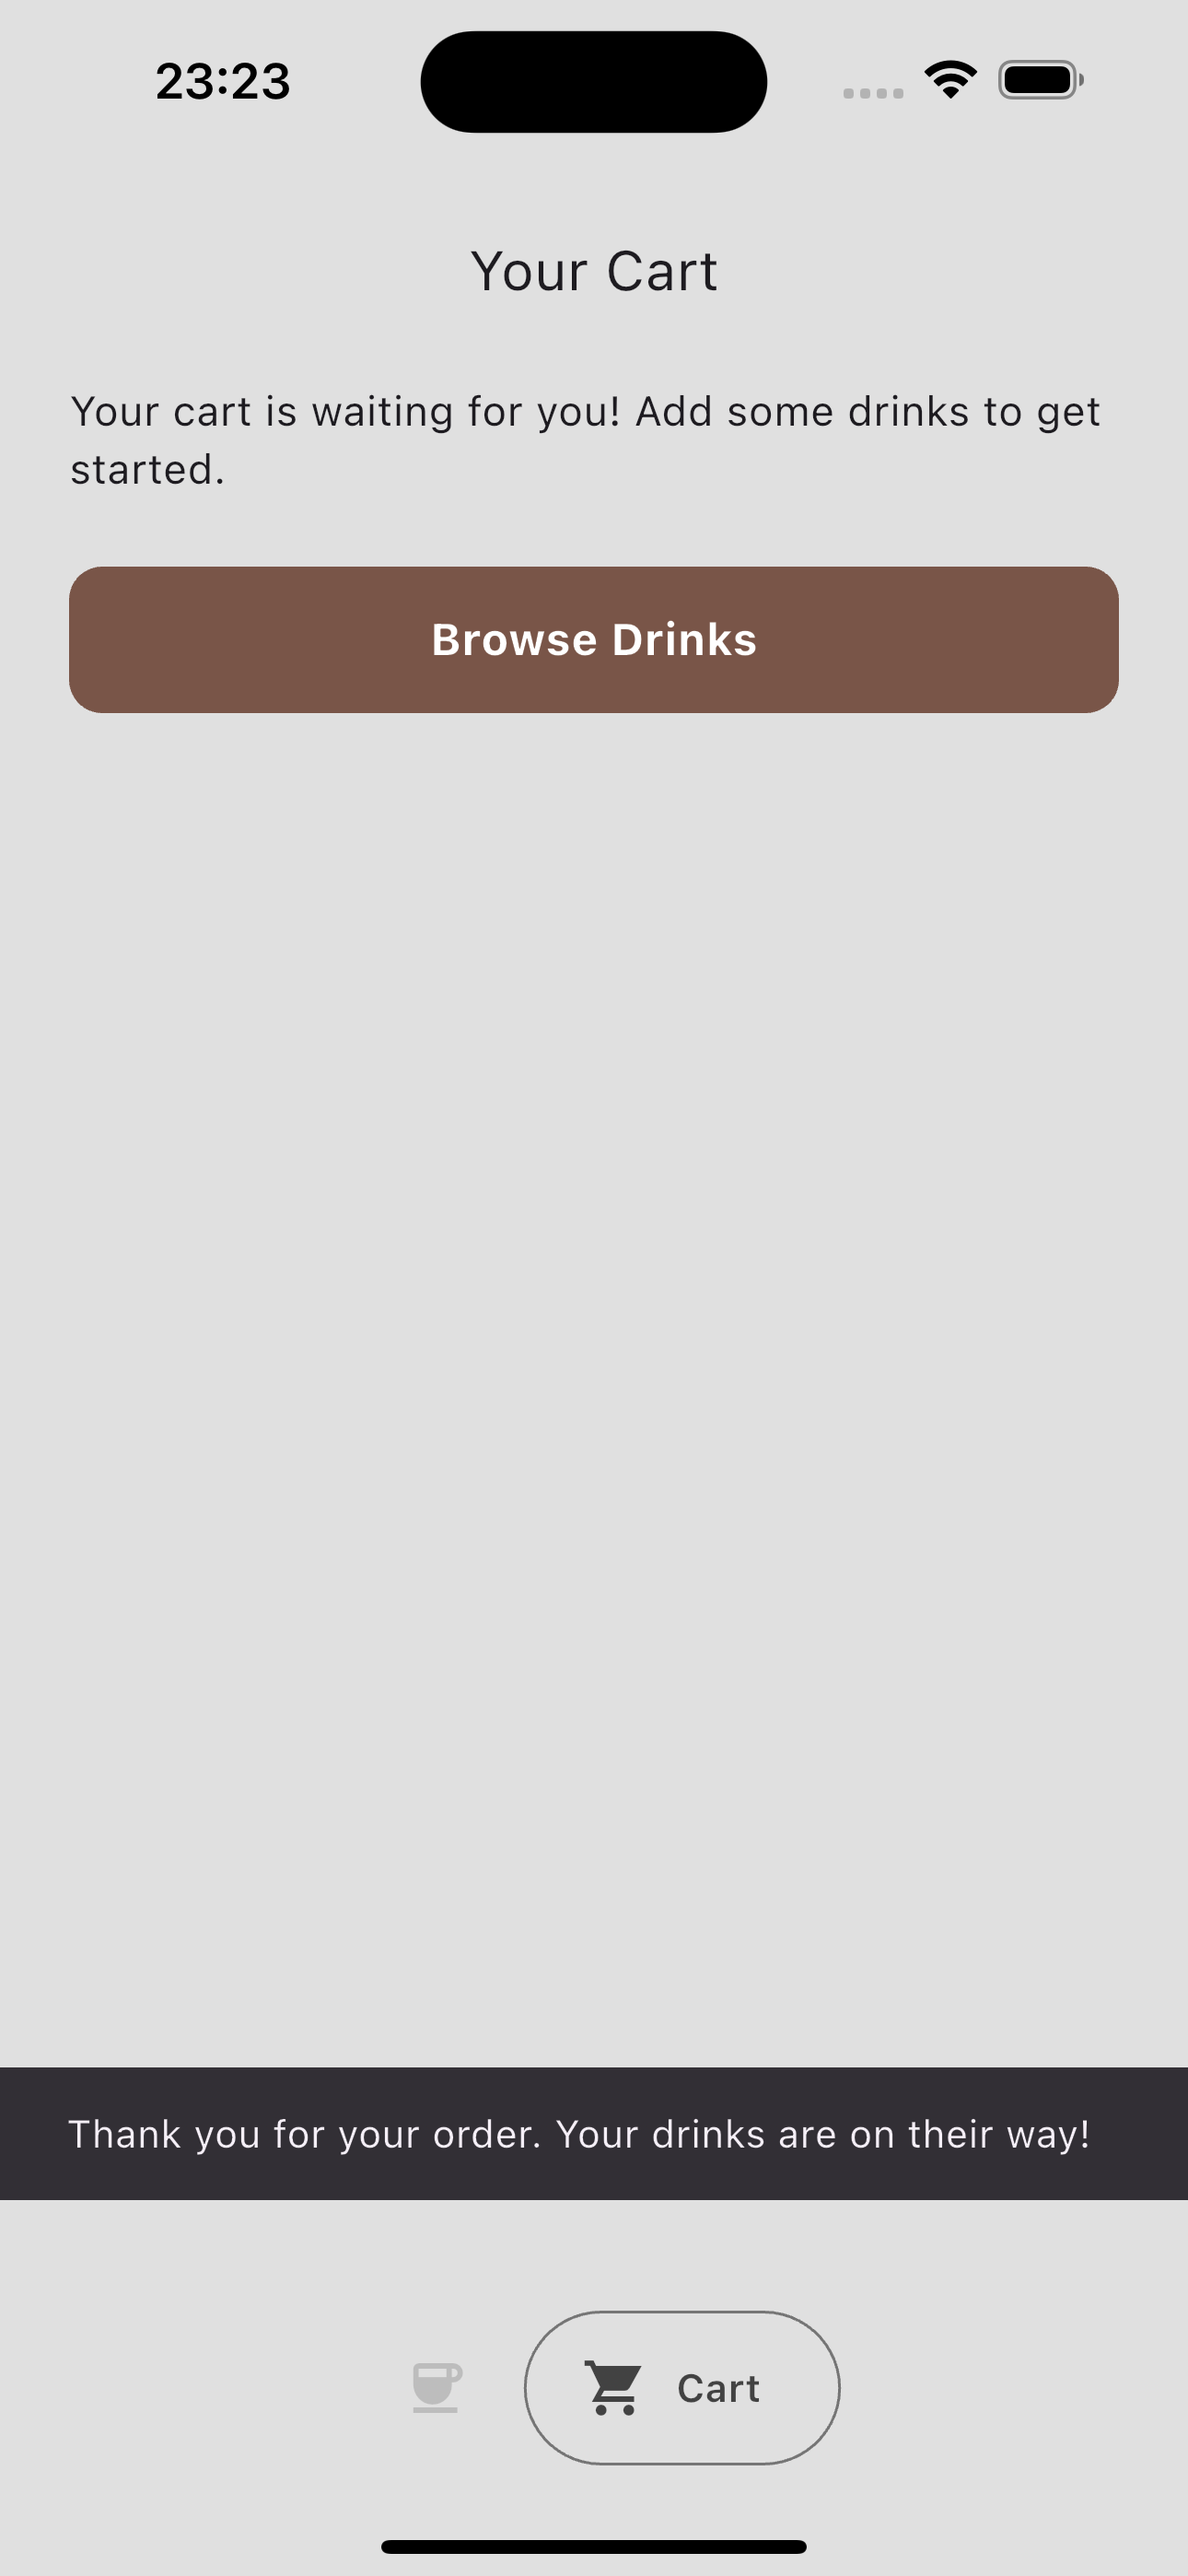 23:23
Your Cart
Your cart is waiting for you! Add some drinks to get
started.
Browse Drinks
Thank you for your order. Your drinks are on their way!
Cart